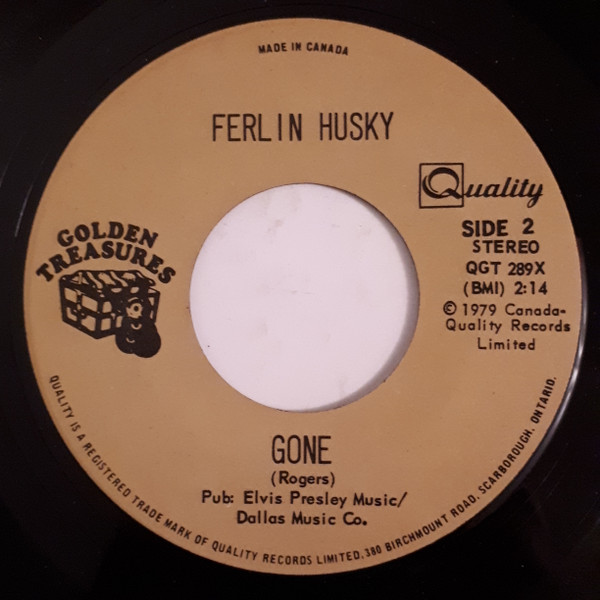 MADE IN CANADA
FERLIN HUSKY
Quality
GOLDEN
TREASURES
SIDE 2
STEREO
QGT 289X
(BMI) 2:14
© 1979 Canada-
Quality Records
Limited
GONE
(Rogers)
Pub: Elvis Presley Music/
Dallas Music Co.
QUALITY IS A REGISTERED TRADE MARK OF QUALITY RECORDS LIMITED, 380 BIRCHMOUNT ROAD, SCARBOROUGH, ONTARIO.